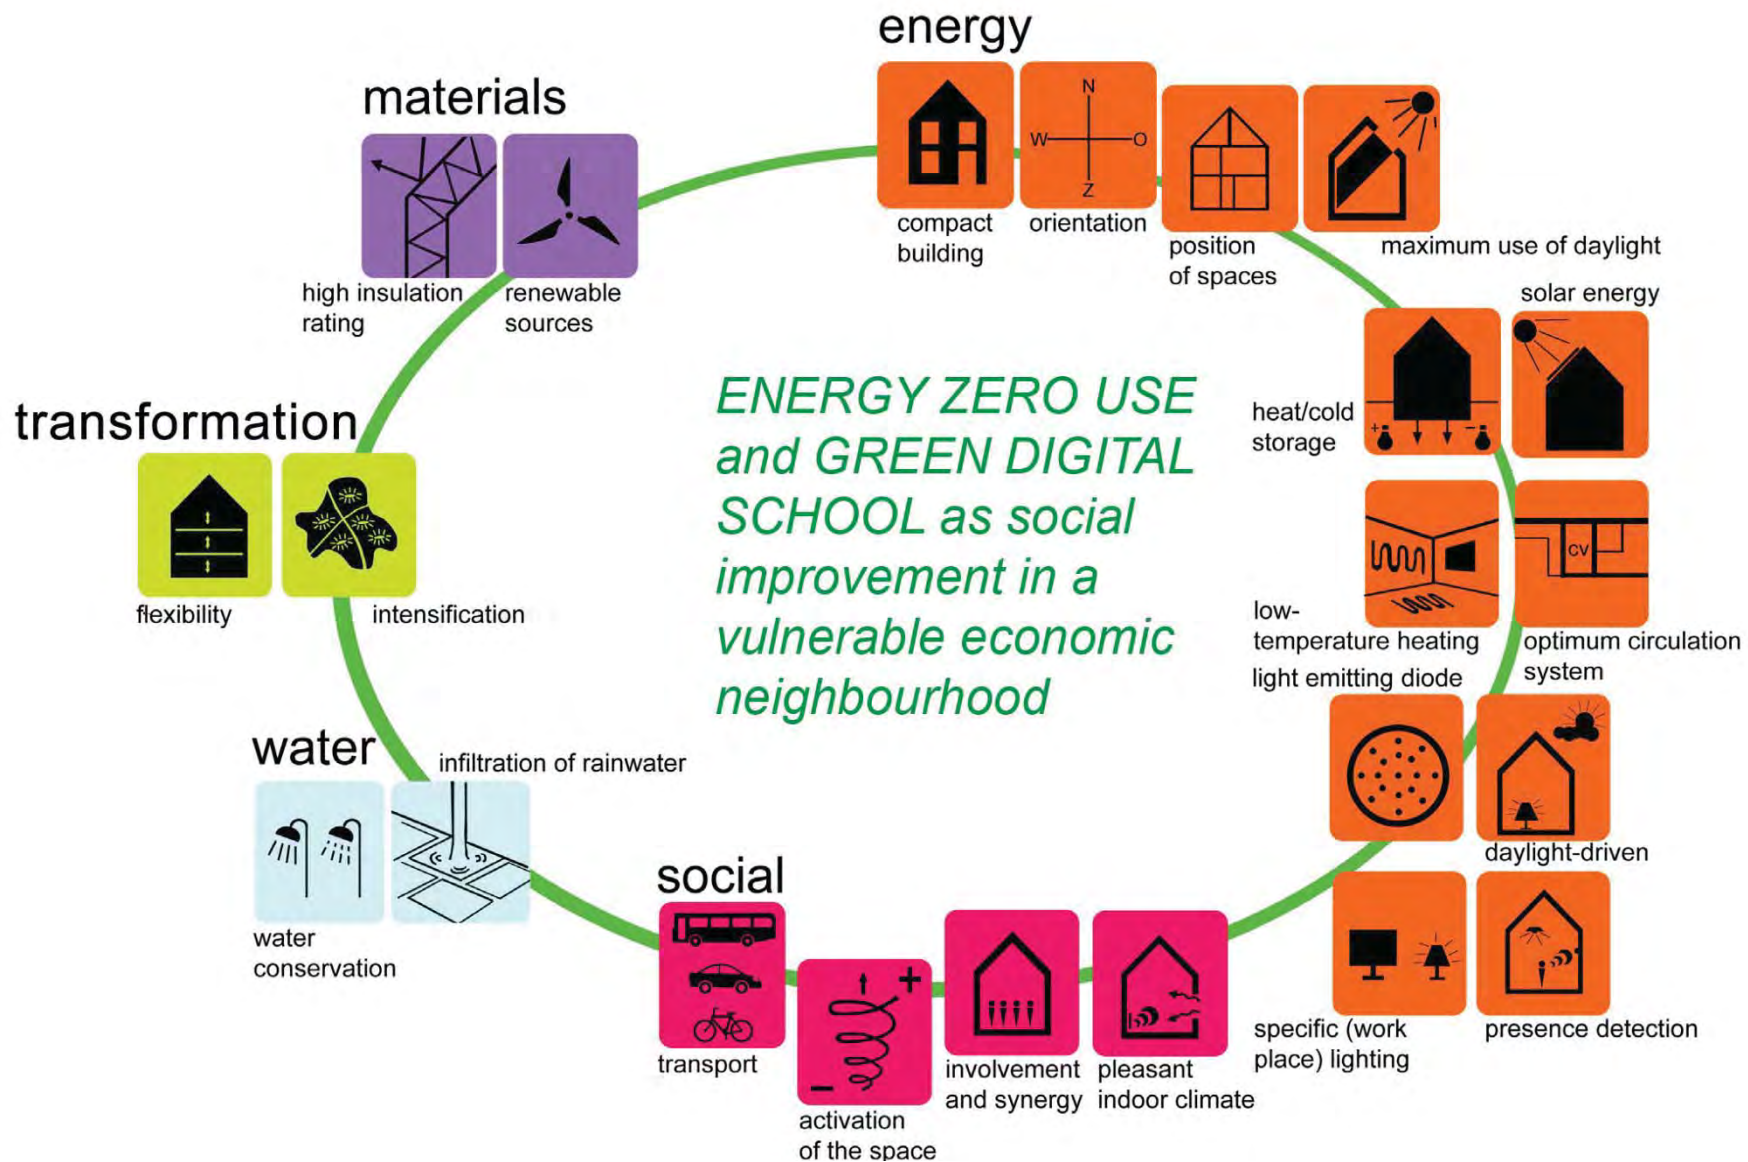 energy
materials
N
W
O
Z
compact
building
orientation
position
of spaces
maximum use of daylight
high insulation
rating
renewable
sources
solar energy
heat/cold
storage
+
–
ENERGY ZERO USE
and GREEN DIGITAL
SCHOOL as social
improvement in a
vulnerable economic
neighbourhood
transformation
flexibility
intensification
CV
low-
temperature heating
optimum circulation
system
light emitting diode
daylight-driven
water
infiltration of rainwater
water
conservation
social
transport
+
–
activation
of the space
involvement
and synergy
pleasant
indoor climate
specific (work
place) lighting
presence detection